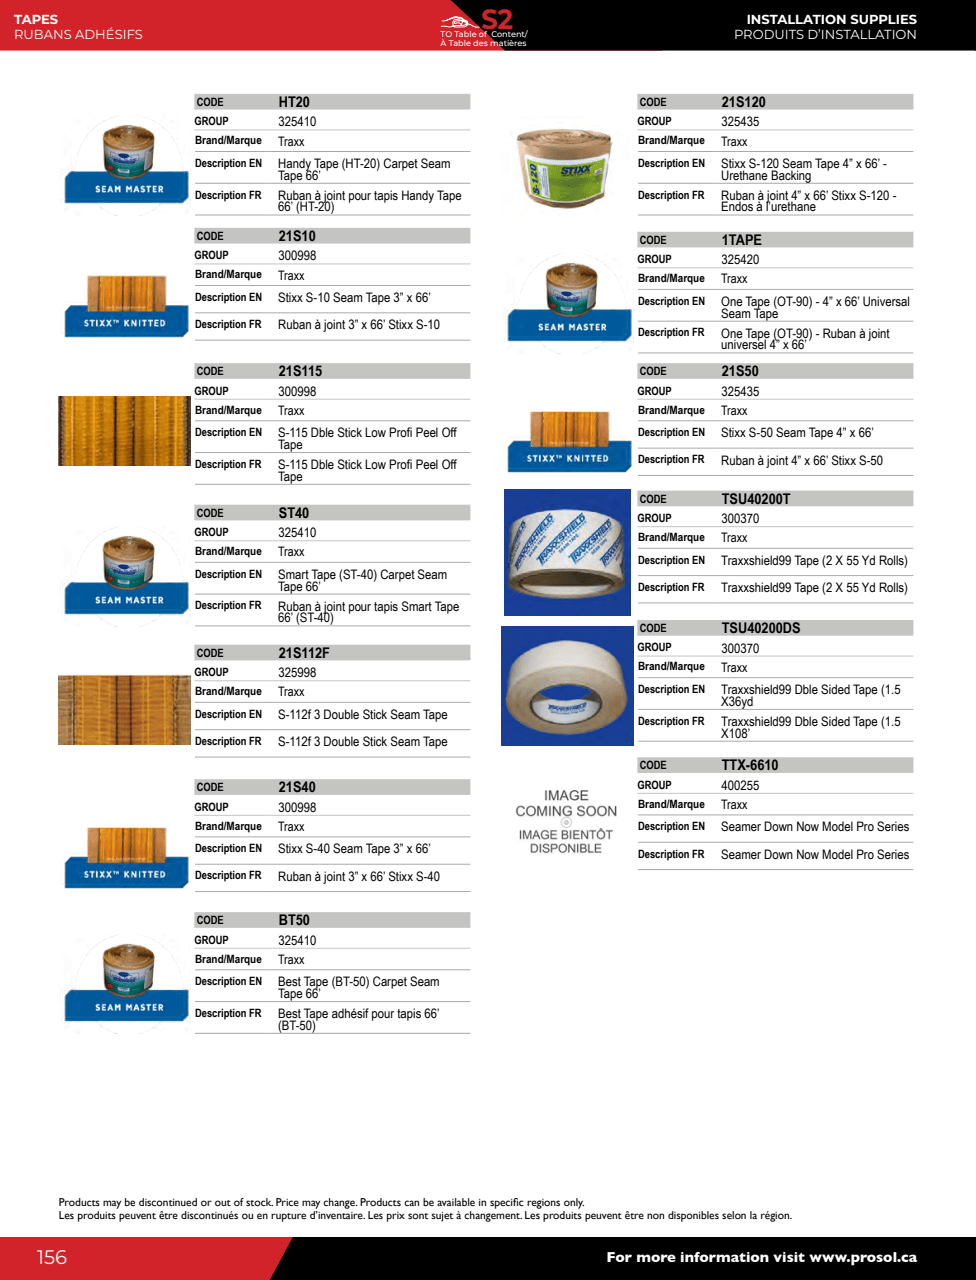 TAPES
RUBANS ADHÉSIFS
S2
TO Table of Content/
À Table des matières
INSTALLATION SUPPLIES
PRODUITS D'INSTALLATION
SEAM MASTER
CODE HT20
GROUP 325410
Brand/Marque Traxx
Description EN Handy Tape (HT-20) Carpet Seam
Tape 66'
Description FR Ruban à joint pour tapis Handy Tape
66' (HT-20)
STIXX™ KNITTED
CODE 21S10
GROUP 300998
Brand/Marque Traxx
Description EN Stixx S-10 Seam Tape 3” x 66’
Description FR Ruban à joint 3” x 66’ Stixx S-10
CODE 21S115
GROUP 300998
Brand/Marque Traxx
Description EN S-115 Dble Stick Low Profi Peel Off
Tape
Description FR S-115 Dble Stick Low Profi Peel Off
Tape
SEAM MASTER
CODE ST40
GROUP 325410
Brand/Marque Traxx
Description EN Smart Tape (ST-40) Carpet Seam
Tape 66’
Description FR Ruban à joint pour tapis Smart Tape
66’ (ST-40)
CODE 21S112F
GROUP 325998
Brand/Marque Traxx
Description EN S-112f 3 Double Stick Seam Tape
Description FR S-112f 3 Double Stick Seam Tape
STIXX™ KNITTED
CODE 21S40
GROUP 300998
Brand/Marque Traxx
Description EN Stixx S-40 Seam Tape 3” x 66’
Description FR Ruban à joint 3” x 66’ Stixx S-40
SEAM MASTER
CODE BT50
GROUP 325410
Brand/Marque Traxx
Description EN Best Tape (BT-50) Carpet Seam
Tape 66’
Description FR Best Tape adhésif pour tapis 66’
(BT-50)
S-120
STIXX
CODE 21S120
GROUP 325435
Brand/Marque Traxx
Description EN Stixx S-120 Seam Tape 4” x 66’ -
Urethane Backing
Description FR Ruban à joint 4” x 66’ Stixx S-120 -
Endos à l’urethane
SEAM MASTER
CODE 1TAPE
GROUP 325420
Brand/Marque Traxx
Description EN One Tape (OT-90) - 4” x 66’ Universal
Seam Tape
Description FR One Tape (OT-90) - Ruban à joint
universel 4” x 66’
STIXX™ KNITTED
CODE 21S50
GROUP 325435
Brand/Marque Traxx
Description EN Stixx S-50 Seam Tape 4” x 66’
Description FR Ruban à joint 4” x 66’ Stixx S-50
TRAXXSHIELD
SEAM TAPE
CODE TSU40200T
GROUP 300370
Brand/Marque Traxx
Description EN Traxxshield99 Tape (2 X 55 Yd Rolls)
Description FR Traxxshield99 Tape (2 X 55 Yd Rolls)
TRAXXSHIELD
CODE TSU40200DS
GROUP 300370
Brand/Marque Traxx
Description EN Traxxshield99 Dble Sided Tape (1.5
X36yd
Description FR Traxxshield99 Dble Sided Tape (1.5
X108’
IMAGE
COMING SOON
IMAGE BIENTÔT
DISPONIBLE
CODE TTX-6610
GROUP 400255
Brand/Marque Traxx
Description EN Seamer Down Now Model Pro Series
Description FR Seamer Down Now Model Pro Series
Products may be discontinued or out of stock. Price may change. Products can be available in specific regions only.
Les produits peuvent être discontinués ou en rupture d’inventaire. Les prix sont sujet à changement. Les produits peuvent être non disponibles selon la région.
156
For more information visit www.prosol.ca